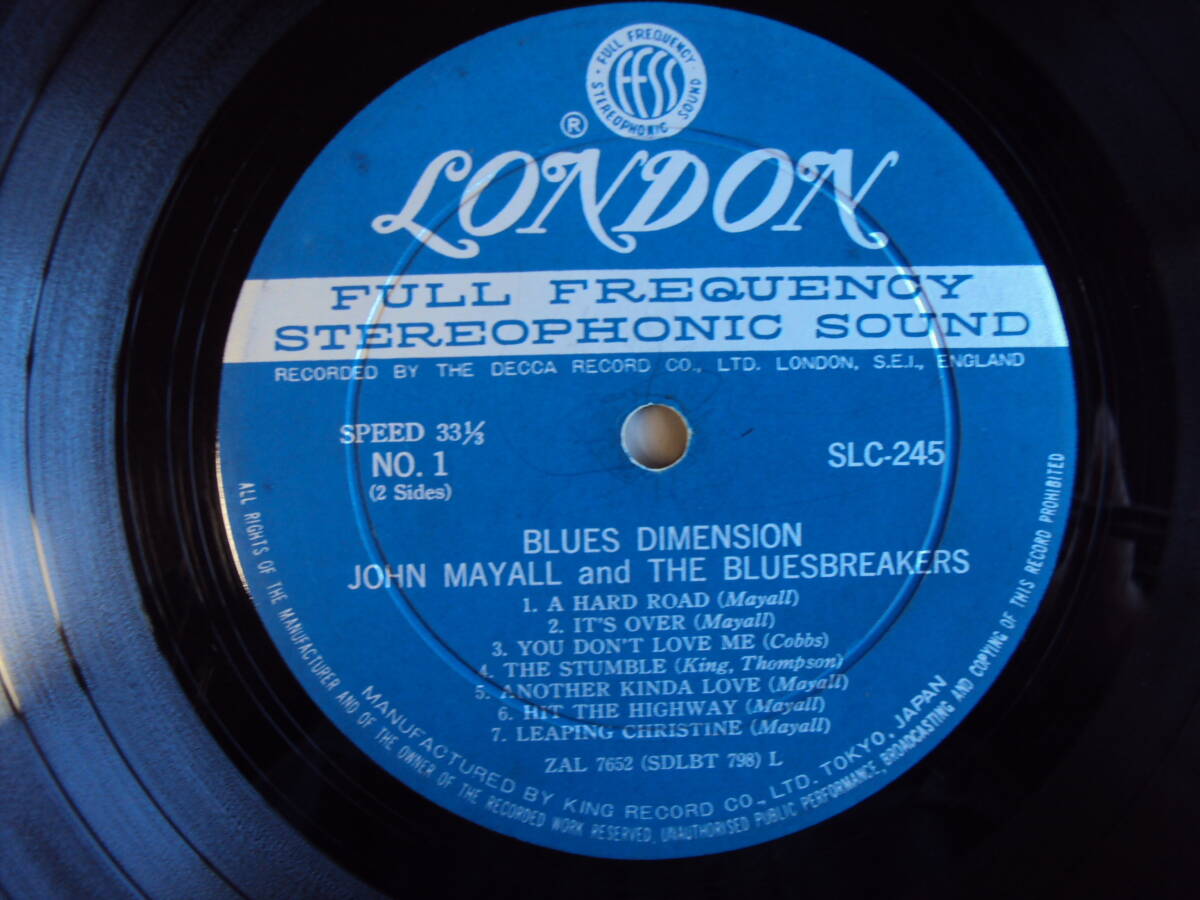 FULL FREQUENCY
FFSS
STEREOPHONIC SOUND
®
LONDON
FULL FREQUENCY
STEREOPHONIC SOUND
RECORDED BY THE DECCA RECORD CO., LTD. LONDON, S.E.I., ENGLAND
SPEED 33⅓
NO. 1
(2 Sides)
SLC-245
BLUES DIMENSION
JOHN MAYALL and THE BLUESBREAKERS
1. A HARD ROAD (Mayall)
2. IT'S OVER (Mayall)
3. YOU DON'T LOVE ME (Cobbs)
4. THE STUMBLE (King, Thompson)
5. ANOTHER KINDA LOVE (Mayall)
6. HIT THE HIGHWAY (Mayall)
7. LEAPING CHRISTINE (Mayall)
ZAL 7652 (SDLBT 798) L
MANUFACTURED BY KING RECORD CO., LTD. TOKYO, JAPAN
ALL RIGHTS OF THE MANUFACTURER AND OF THE OWNER OF THE RECORDED WORK RESERVED, UNAUTHORISED PUBLIC PERFORMANCE, BROADCASTING AND COPYING OF THIS RECORD PROHIBITED